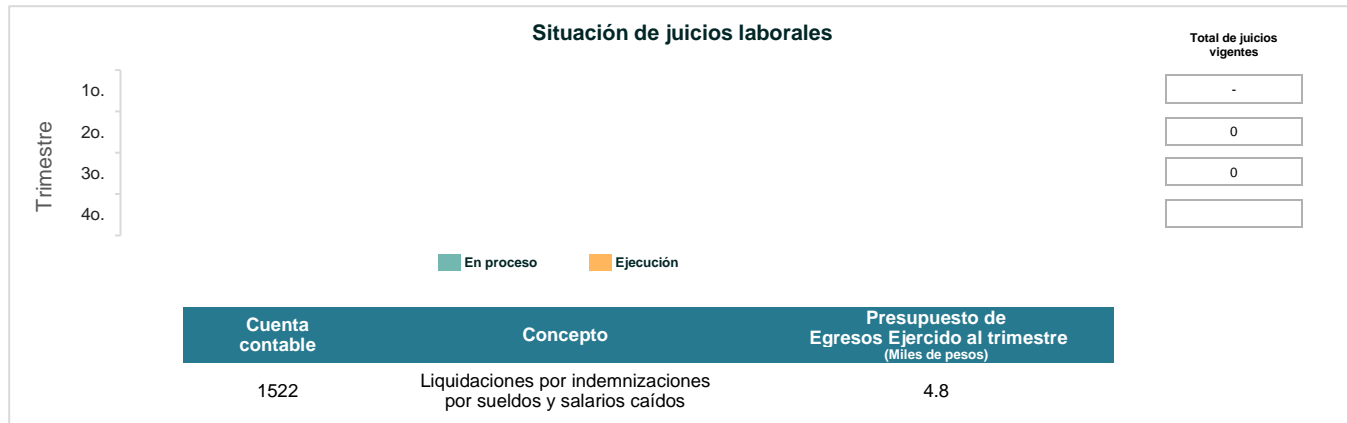 Situación de juicios laborales
Total de juicios
vigentes
Trimestre
1o.
-
2o.
0
3o.
0
4o.
En proceso
Ejecución
Cuenta
contable
Concepto
Presupuesto de
Egresos Ejercido al trimestre
(Miles de pesos)
1522
Liquidaciones por indemnizaciones
por sueldos y salarios caídos
4.8